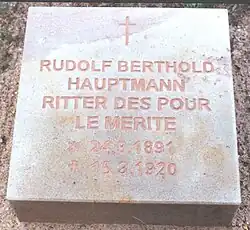 RUDOLF BERTHOLD
HAUPTMANN
RITTER DES POUR
LE MERITE
* 24.3.1891
† 15.3.1920